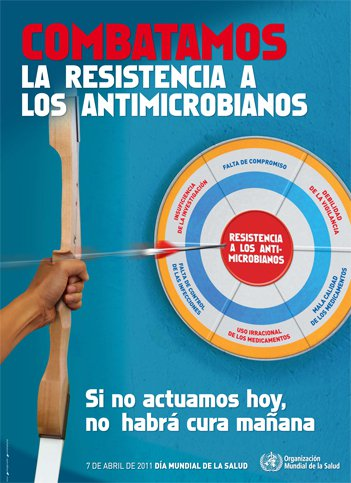 COMBATAMOS
LA RESISTENCIA A
LOS ANTIMICROBIANOS
FALTA DE COMPROMISO
INSUFICIENCIA
DE LA INVESTIGACIÓN
DEBILIDAD
DE LA VIGILANCIA
RESISTENCIA
A LOS ANTI-
MICROBIANOS
FALTA DE CONTROL
DE LAS INFECCIONES
MALA CALIDAD
DE LOS MEDICAMENTOS
USO IRRACIONAL
DE LOS MEDICAMENTOS
Si no actuamos hoy,
no habrá cura mañana
7 DE ABRIL DE 2011 DÍA MUNDIAL DE LA SALUD
Organización
Mundial de la Salud